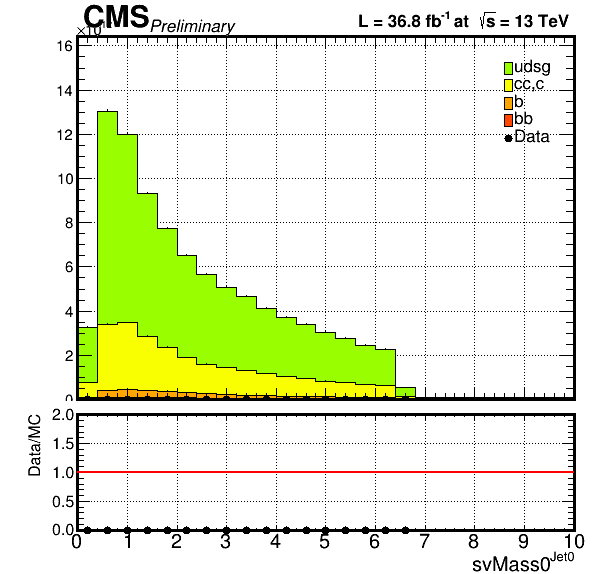 CMS Preliminary
L = 36.8 fb⁻¹ at √s = 13 TeV
16
14
12
10
8
6
4
2
0
udsg
cc,c
b
bb
Data
Data/MC
2.0
1.5
1.0
0.5
0.0
0 1 2 3 4 5 6 7 8 9 10
svMass0^Jet0